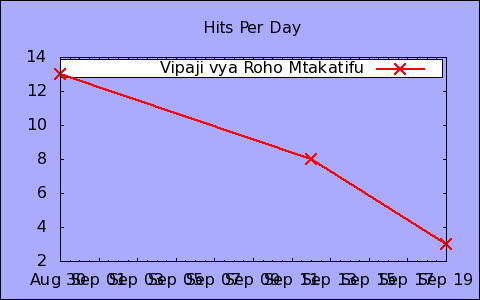 Hits Per Day
14
Vipaji vya Roho Mtakatifu
12
10
8
6
4
2
Aug 30 Sep 01 Sep 03 Sep 05 Sep 07 Sep 09 Sep 11 Sep 13 Sep 15 Sep 17 Sep 19